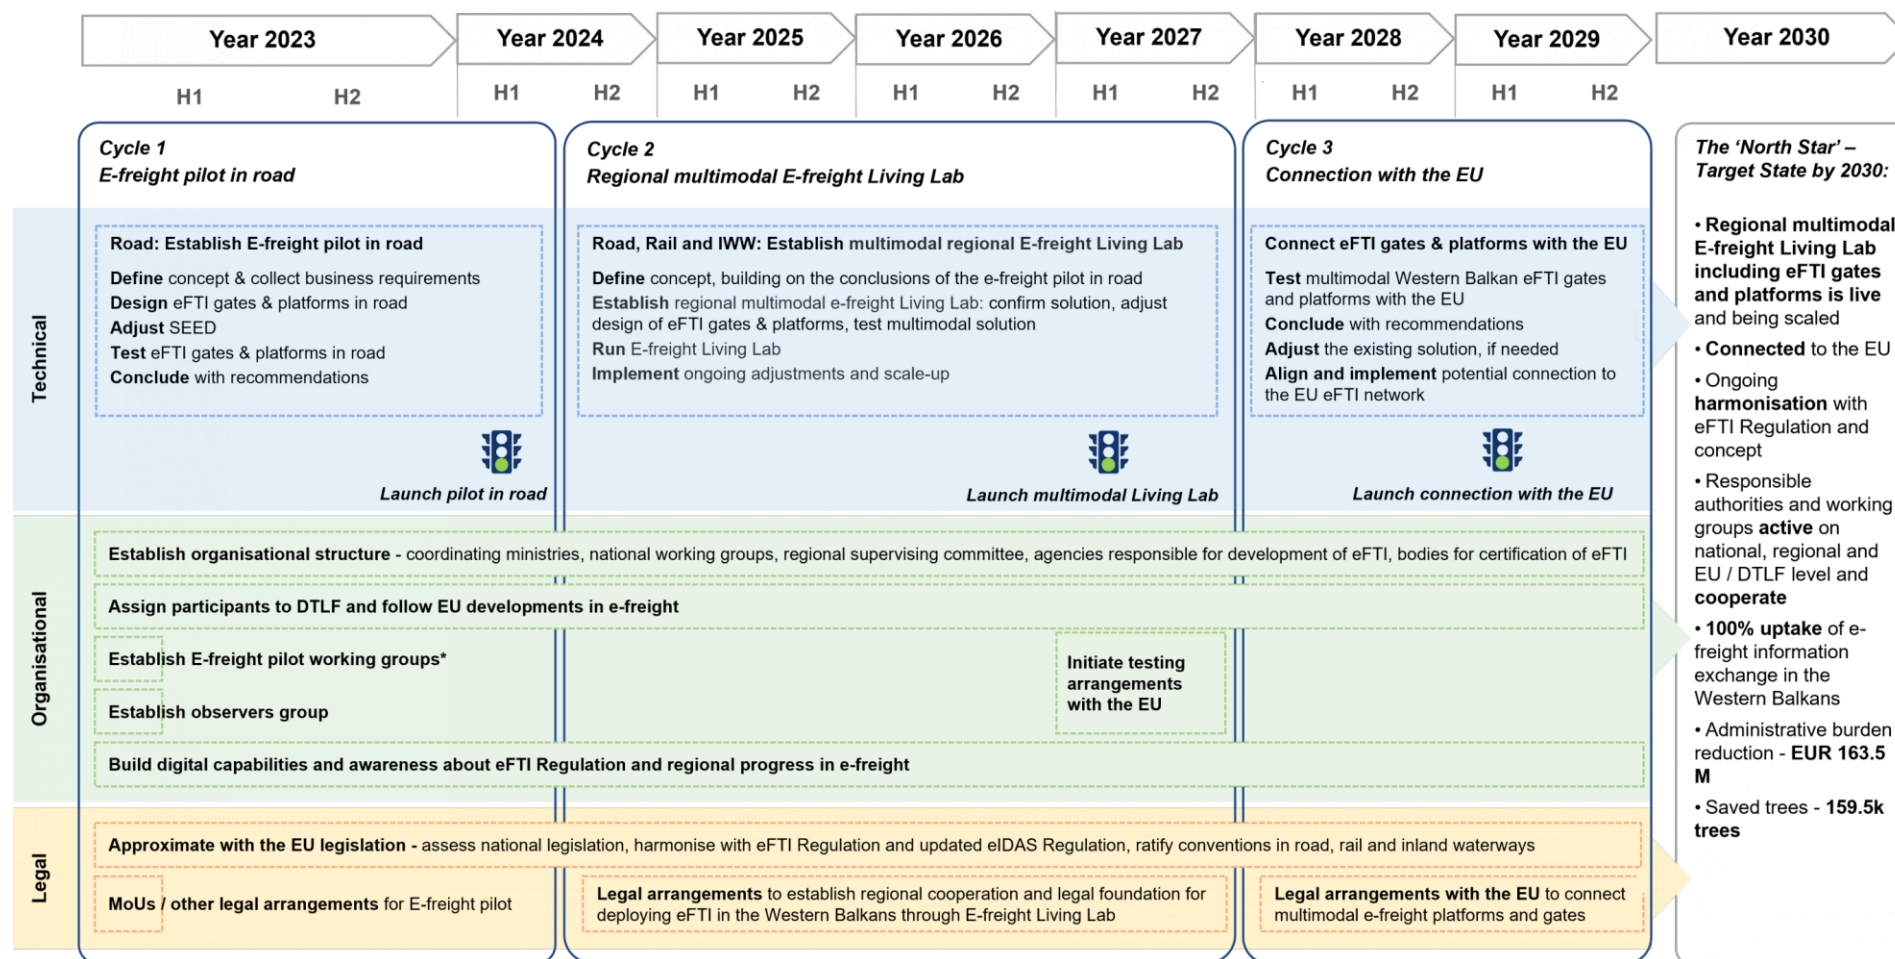 Year 2023
Year 2024
Year 2025
Year 2026
Year 2027
Year 2028
Year 2029
Year 2030
H1
H2
H1
H2
H1
H2
H1
H2
H1
H2
H1
H2
H1
H2
Cycle 1
E-freight pilot in road
Cycle 2
Regional multimodal E-freight Living Lab
Cycle 3
Connection with the EU
Technical
Road: Establish E-freight pilot in road
Define concept & collect business requirements
Design eFTI gates & platforms in road
Adjust SEED
Test eFTI gates & platforms in road
Conclude with recommendations
Launch pilot in road
Road, Rail and IWW: Establish multimodal regional E-freight Living Lab
Define concept, building on the conclusions of the e-freight pilot in road
Establish regional multimodal e-freight Living Lab: confirm solution, adjust
design of eFTI gates & platforms, test multimodal solution
Run E-freight Living Lab
Implement ongoing adjustments and scale-up
Launch multimodal Living Lab
Connect eFTI gates & platforms with the EU
Test multimodal Western Balkan eFTI gates
and platforms with the EU
Conclude with recommendations
Adjust the existing solution, if needed
Align and implement potential connection to
the EU eFTI network
Launch connection with the EU
Organisational
Establish organisational structure - coordinating ministries, national working groups, regional supervising committee, agencies responsible for development of eFTI, bodies for certification of eFTI
Assign participants to DTLF and follow EU developments in e-freight
Establish E-freight pilot working groups*
Establish observers group
Initiate testing
arrangements
with the EU
Build digital capabilities and awareness about eFTI Regulation and regional progress in e-freight
Legal
Approximate with the EU legislation - assess national legislation, harmonise with eFTI Regulation and updated eIDAS Regulation, ratify conventions in road, rail and inland waterways
MoUs / other legal arrangements for E-freight pilot
Legal arrangements to establish regional cooperation and legal foundation for
deploying eFTI in the Western Balkans through E-freight Living Lab
Legal arrangements with the EU to connect
multimodal e-freight platforms and gates
The ‘North Star’ –
Target State by 2030:
• Regional multimodal
E-freight Living Lab
including eFTI gates
and platforms is live
and being scaled
• Connected to the EU
• Ongoing
harmonisation with
eFTI Regulation and
concept
• Responsible
authorities and working
groups active on
national, regional and
EU / DTLF level and
cooperate
• 100% uptake of e-
freight information
exchange in the
Western Balkans
• Administrative burden
reduction - EUR 163.5
M
• Saved trees - 159.5k
trees